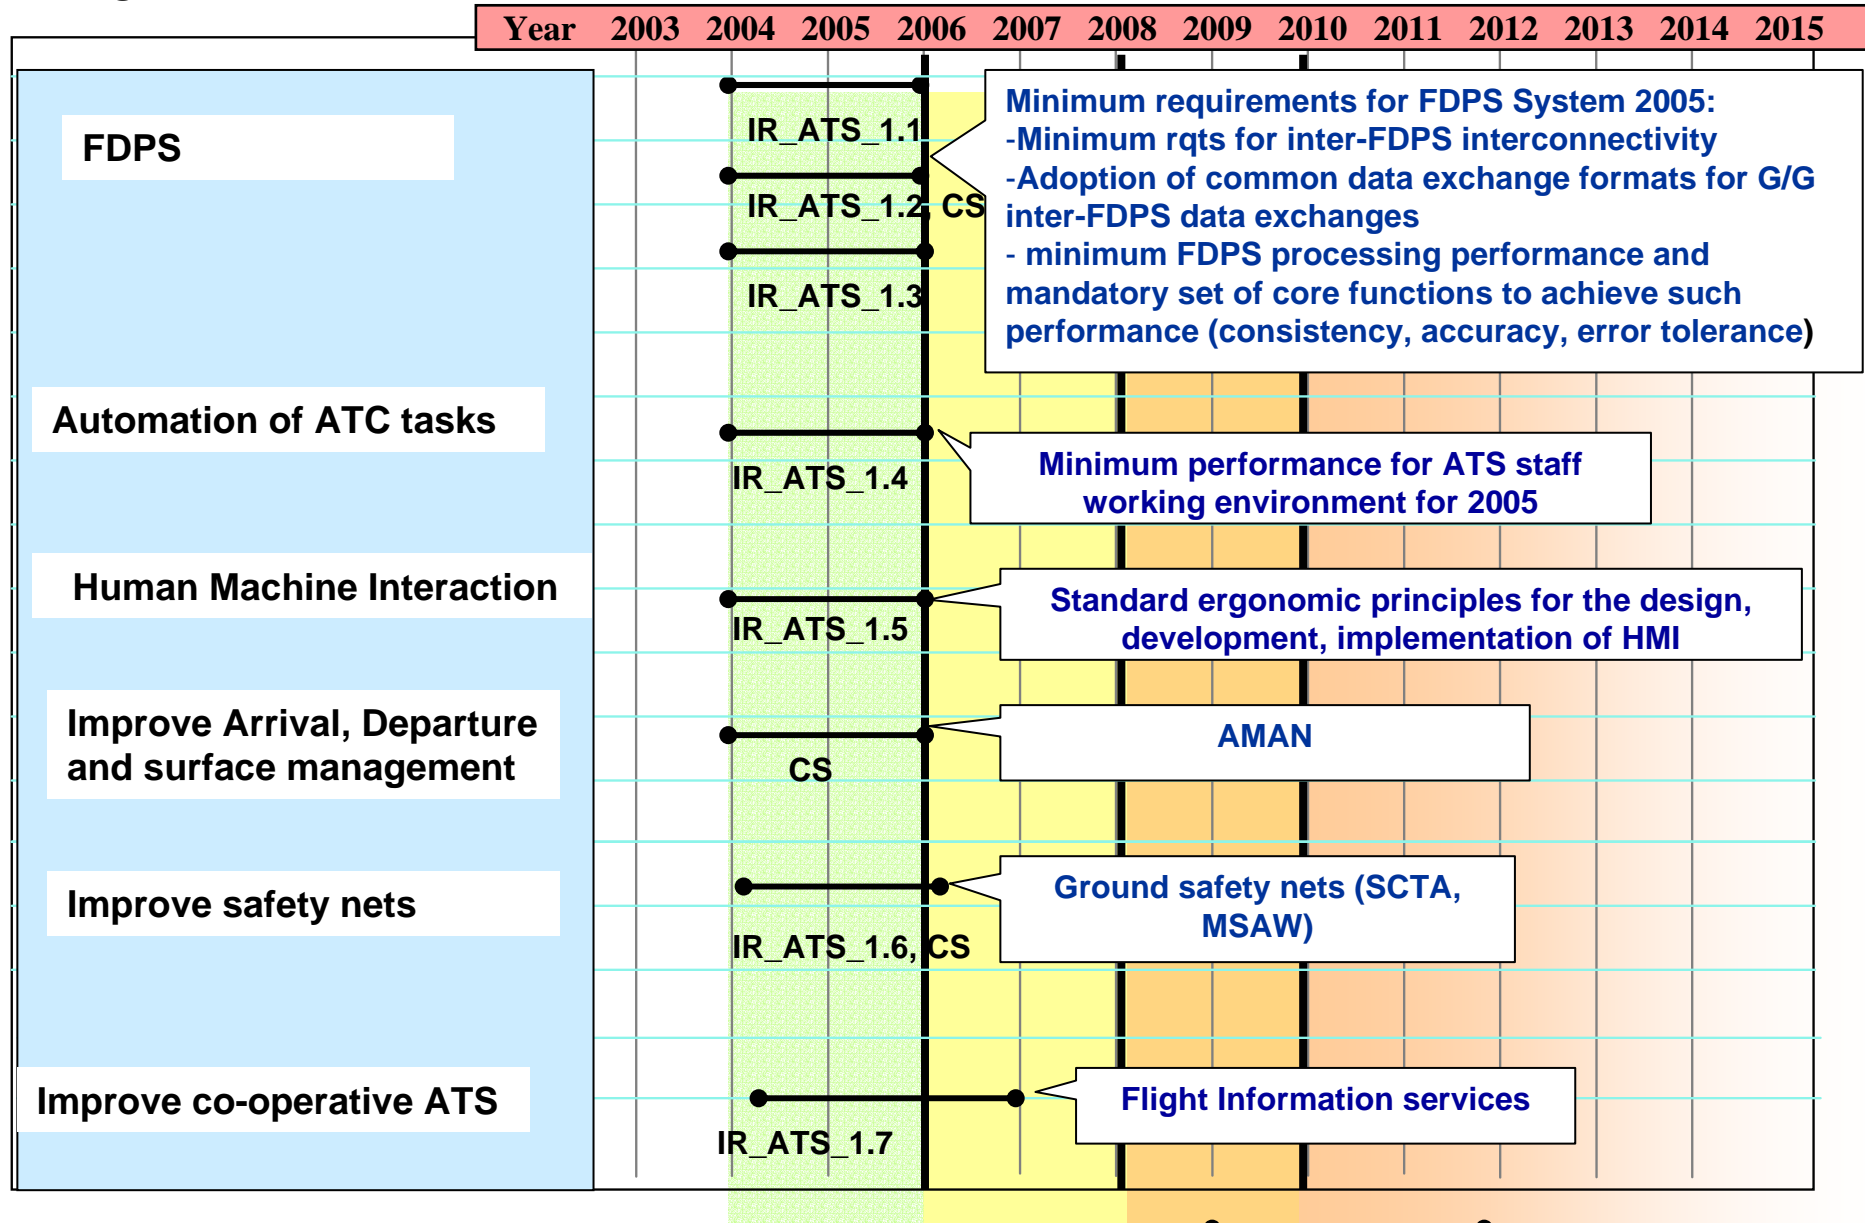 Year 2003 2004 2005 2006 2007 2008 2009 2010 2011 2012 2013 2014 2015
FDPS
IR_ATS_1.1
IR_ATS_1.2, CS
IR_ATS_1.3
Minimum requirements for FDPS System 2005:
-Minimum rqts for inter-FDPS interconnectivity
-Adoption of common data exchange formats for G/G
inter-FDPS data exchanges
- minimum FDPS processing performance and
mandatory set of core functions to achieve such
performance (consistency, accuracy, error tolerance)
Automation of ATC tasks
IR_ATS_1.4
Minimum performance for ATS staff
working environment for 2005
Human Machine Interaction
IR_ATS_1.5
Standard ergonomic principles for the design,
development, implementation of HMI
Improve Arrival, Departure
and surface management
CS
AMAN
Improve safety nets
IR_ATS_1.6, CS
Ground safety nets (SCTA,
MSAW)
Improve co-operative ATS
IR_ATS_1.7
Flight Information services